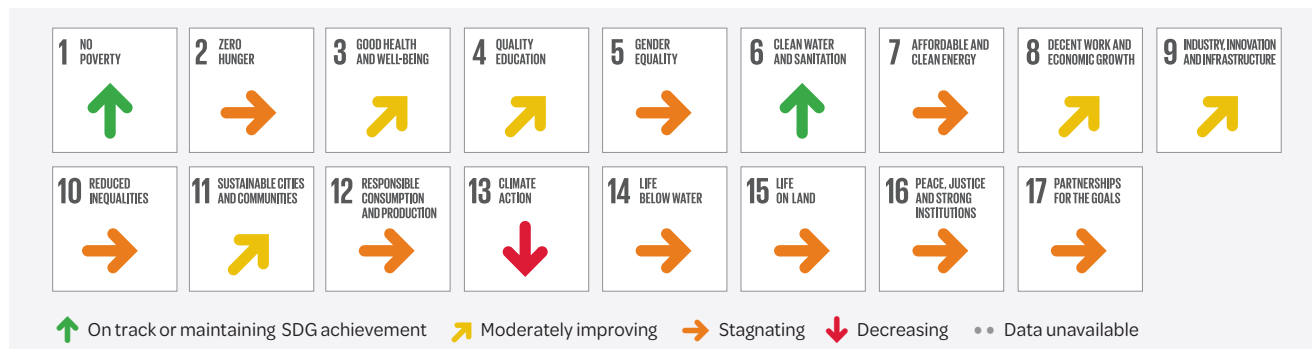 1 NO
POVERTY
2 ZERO
HUNGER
3 GOOD HEALTH
AND WELL-BEING
4 QUALITY
EDUCATION
5 GENDER
EQUALITY
6 CLEAN WATER
AND SANITATION
7 AFFORDABLE AND
CLEAN ENERGY
8 DECENT WORK AND
ECONOMIC GROWTH
9 INDUSTRY, INNOVATION
AND INFRASTRUCTURE
10 REDUCED
INEQUALITIES
11 SUSTAINABLE CITIES
AND COMMUNITIES
12 RESPONSIBLE
CONSUMPTION
AND PRODUCTION
13 CLIMATE
ACTION
14 LIFE
BELOW WATER
15 LIFE
ON LAND
16 PEACE, JUSTICE
AND STRONG
INSTITUTIONS
17 PARTNERSHIPS
FOR THE GOALS
On track or maintaining SDG achievement
Moderately improving
Stagnating
Decreasing
Data unavailable